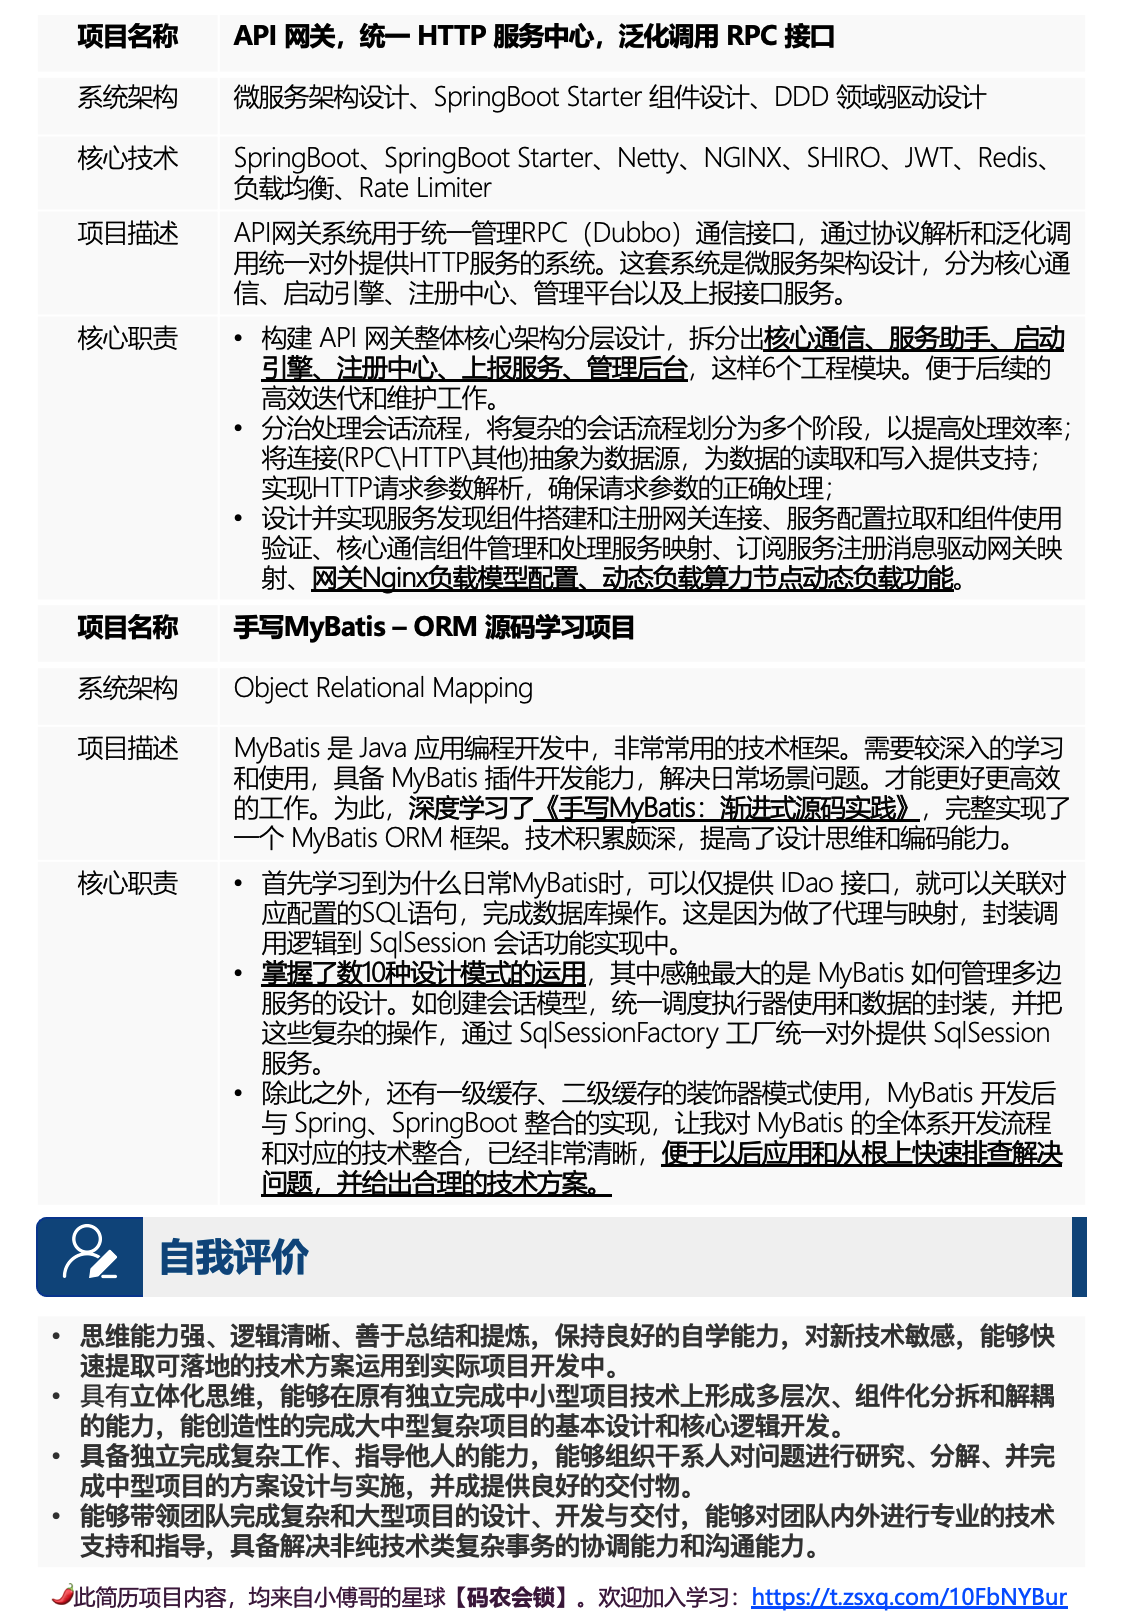 项目名称 API 网关，统一 HTTP 服务中心，泛化调用 RPC 接口
系统架构 微服务架构设计、SpringBoot Starter 组件设计、DDD 领域驱动设计
核心技术 SpringBoot、SpringBoot Starter、Netty、NGINX、SHIRO、JWT、Redis、
负载均衡、Rate Limiter
项目描述 API网关系统用于统一管理RPC（Dubbo）通信接口，通过协议解析和泛化调
用统一对外提供HTTP服务的系统。这套系统是微服务架构设计，分为核心通
信、启动引擎、注册中心、管理平台以及上报接口服务。
核心职责 • 构建 API 网关整体核心架构分层设计，拆分出核心通信、服务助手、启动
引擎、注册中心、上报服务、管理后台，这样6个工程模块。便于后续的
高效迭代和维护工作。
• 分治处理会话流程，将复杂的会话流程划分为多个阶段，以提高处理效率；
将连接(RPC\HTTP\其他)抽象为数据源，为数据的读取和写入提供支持；
实现HTTP请求参数解析，确保请求参数的正确处理；
• 设计并实现服务发现组件搭建和注册网关连接、服务配置拉取和组件使用
验证、核心通信组件管理和处理服务映射、订阅服务注册消息驱动网关映
射、网关Nginx负载模型配置、动态负载算力节点动态负载功能。
项目名称 手写MyBatis – ORM 源码学习项目
系统架构 Object Relational Mapping
项目描述 MyBatis 是 Java 应用编程开发中，非常常用的技术框架。需要较深入的学习
和使用，具备 MyBatis 插件开发能力，解决日常场景问题。才能更好更高效
的工作。为此，深度学习了《手写MyBatis：渐进式源码实践》，完整实现了
一个 MyBatis ORM 框架。技术积累颇深，提高了设计思维和编码能力。
核心职责 • 首先学习到为什么日常MyBatis时，可以仅提供 IDao 接口，就可以关联对
应配置的SQL语句，完成数据库操作。这是因为做了代理与映射，封装调
用逻辑到 SqlSession 会话功能实现中。
• 掌握了数10种设计模式的运用，其中感触最大的是 MyBatis 如何管理多边
服务的设计。如创建会话模型，统一调度执行器使用和数据的封装，并把
这些复杂的操作，通过 SqlSessionFactory 工厂统一对外提供 SqlSession
服务。
• 除此之外，还有一级缓存、二级缓存的装饰器模式使用，MyBatis 开发后
与 Spring、SpringBoot 整合的实现，让我对 MyBatis 的全体系开发流程
和对应的技术整合，已经非常清晰，便于以后应用和从根上快速排查解决
问题，并给出合理的技术方案。
自我评价
• 思维能力强、逻辑清晰、善于总结和提炼，保持良好的自学能力，对新技术敏感，能够快
速提取可落地的技术方案运用到实际项目开发中。
• 具有立体化思维，能够在原有独立完成中小型项目技术上形成多层次、组件化分拆和解耦
的能力，能创造性的完成大中型复杂项目的基本设计和核心逻辑开发。
• 具备独立完成复杂工作、指导他人的能力，能够组织干系人对问题进行研究、分解、并完
成中型项目的方案设计与实施，并成提供良好的交付物。
• 能够带领团队完成复杂和大型项目的设计、开发与交付，能够对团队内外进行专业的技术
支持和指导，具备解决非纯技术类复杂事务的协调能力和沟通能力。
🌶️此简历项目内容，均来自小傅哥的星球【码农会锁】。欢迎加入学习：https://t.zsxq.com/10FbNYBur